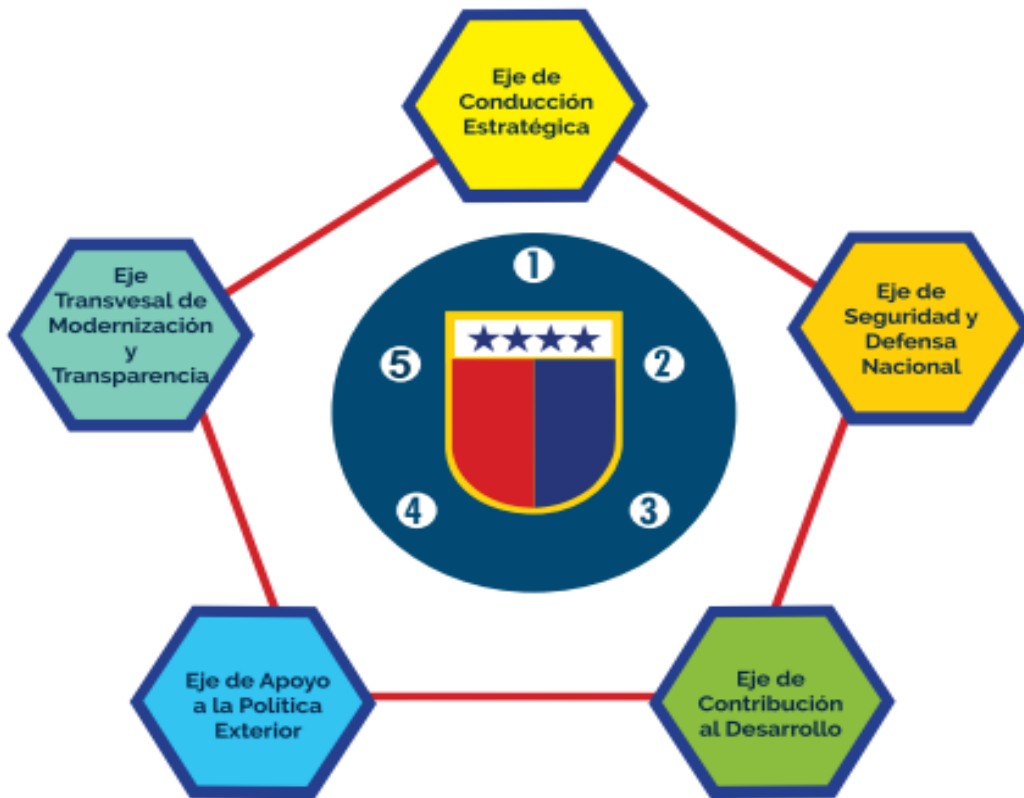 Eje de
Conducción
Estratégica
Eje
Transvesal de
Modernización
y
Transparencia
Eje de
Seguridad y
Defensa
Nacional
1
5
2
4
3
Eje de Apoyo
a la Política
Exterior
Eje de
Contribución
al Desarrollo